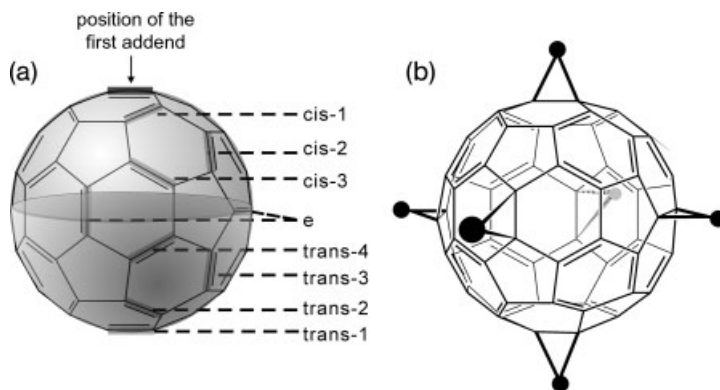 position of the
first addend
(a)
(b)
cis-1
cis-2
cis-3
e
trans-4
trans-3
trans-2
trans-1